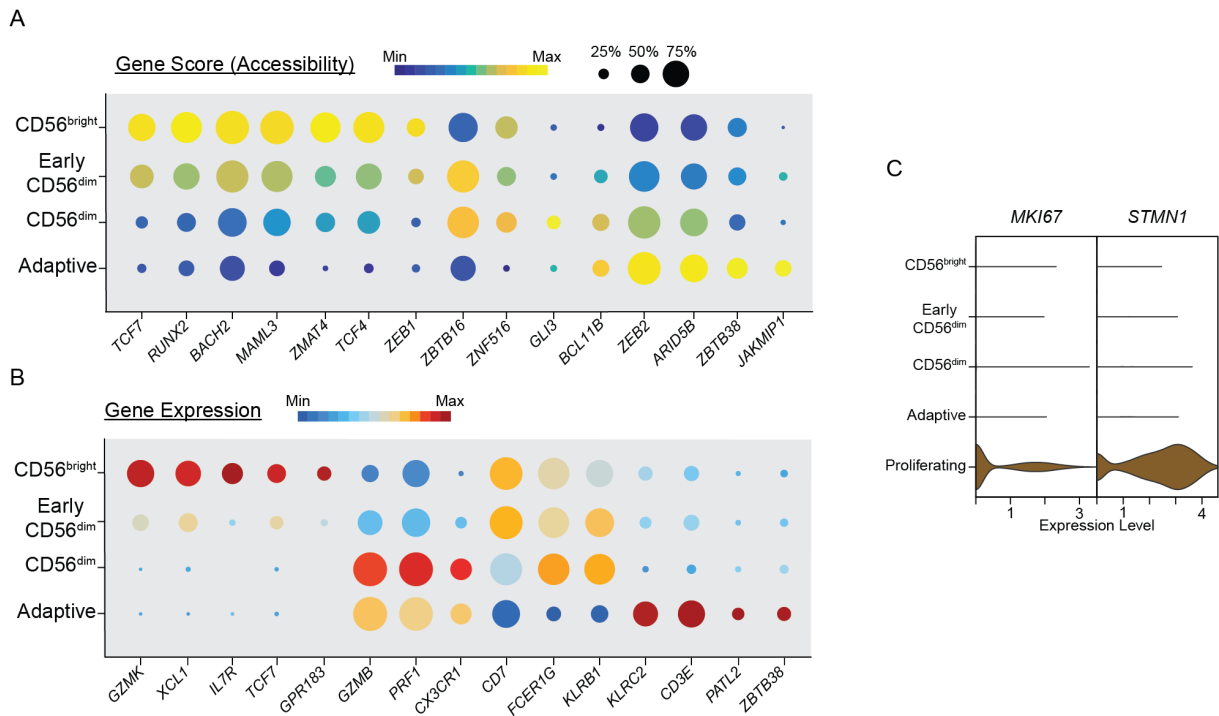 A
Gene Score (Accessibility)
Min Max
25% 50% 75%
CD56bright
Early
CD56dim
CD56dim
Adaptive
TCF7 RUNX2 BACH2 MAML3 ZMAT4 TCF4 ZEB1 ZBTB16 ZNF516 GLI3 BCL11B ZEB2 ARID5B ZBTB38 JAKMIP1
B
Gene Expression
Min Max
CD56bright
Early
CD56dim
CD56dim
Adaptive
GZMK XCL1 IL7R TCF7 GPR183 GZMB PRF1 CX3CR1 CD7 FCER1G KLRB1 KLRC2 CD3E PATL2 ZBTB38
C
MKI67 STMN1
CD56bright
Early
CD56dim
CD56dim
Adaptive
Proliferating
1 3 1 4
Expression Level